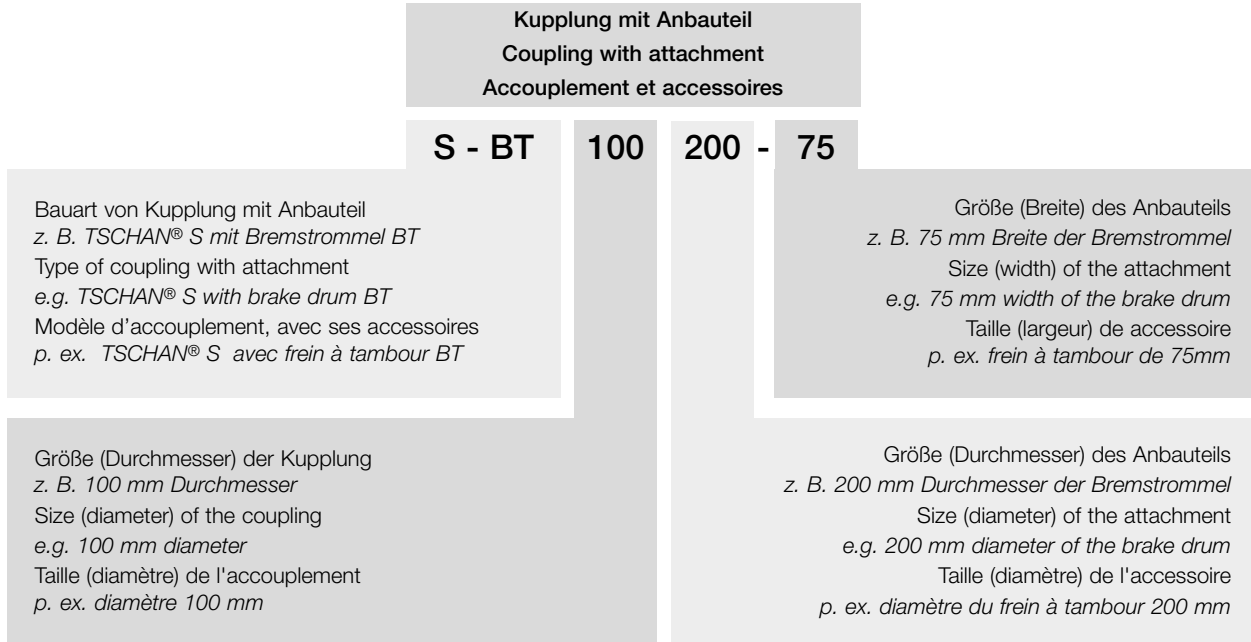 Kupplung mit Anbauteil
Coupling with attachment
Accouplement et accessoires
S - BT 100 200 - 75
Bauart von Kupplung mit Anbauteil
z. B. TSCHAN® S mit Bremstrommel BT
Type of coupling with attachment
e.g. TSCHAN® S with brake drum BT
Modèle d’accouplement, avec ses accessoires
p. ex. TSCHAN® S avec frein à tambour BT
Größe (Breite) des Anbauteils
z. B. 75 mm Breite der Bremstrommel
Size (width) of the attachment
e.g. 75 mm width of the brake drum
Taille (largeur) de accessoire
p. ex. frein à tambour de 75mm
Größe (Durchmesser) der Kupplung
z. B. 100 mm Durchmesser
Size (diameter) of the coupling
e.g. 100 mm diameter
Taille (diamètre) de l'accouplement
p. ex. diamètre 100 mm
Größe (Durchmesser) des Anbauteils
z. B. 200 mm Durchmesser der Bremstrommel
Size (diameter) of the attachment
e.g. 200 mm diameter of the brake drum
Taille (diamètre) de l'accessoire
p. ex. diamètre du frein à tambour 200 mm